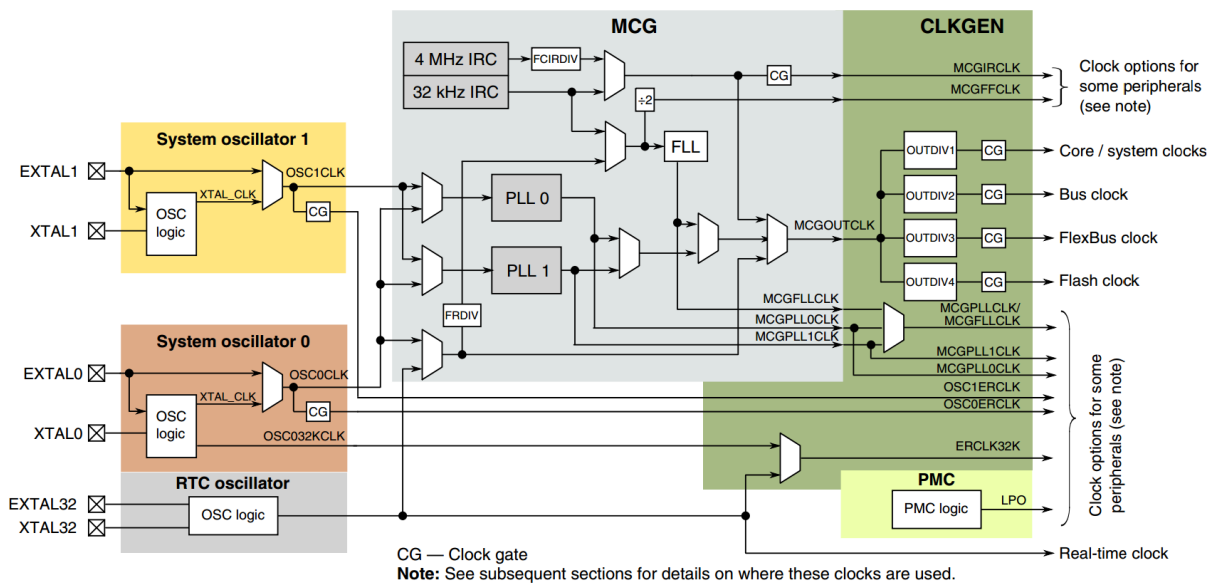 MCG
CLKGEN
4 MHz IRC
FCIRDIV
32 kHz IRC
CG
MCGIRCLK
MCGFFCLK
Clock options for
some peripherals
(see note)
÷2
System oscillator 1
EXTAL1
OSC1CLK
XTAL_CLK
OSC
logic
CG
XTAL1
FLL
PLL 0
PLL 1
MCGOUTCLK
OUTDIV1
CG
Core / system clocks
OUTDIV2
CG
Bus clock
OUTDIV3
CG
FlexBus clock
OUTDIV4
CG
Flash clock
FRDIV
MCGFLLCLK
MCGPLL0CLK
MCGPLL1CLK
MCGPLLCLK/
MCGFLLCLK
MCGPLL1CLK
MCGPLL0CLK
OSC1ERCLK
OSC0ERCLK
System oscillator 0
EXTAL0
OSC0CLK
XTAL_CLK
OSC
logic
CG
XTAL0
OSC032KCLK
ERCLK32K
Clock options for some
peripherals (see note)
RTC oscillator
EXTAL32
XTAL32
OSC logic
PMC
PMC logic
LPO
Real-time clock
CG — Clock gate
Note: See subsequent sections for details on where these clocks are used.